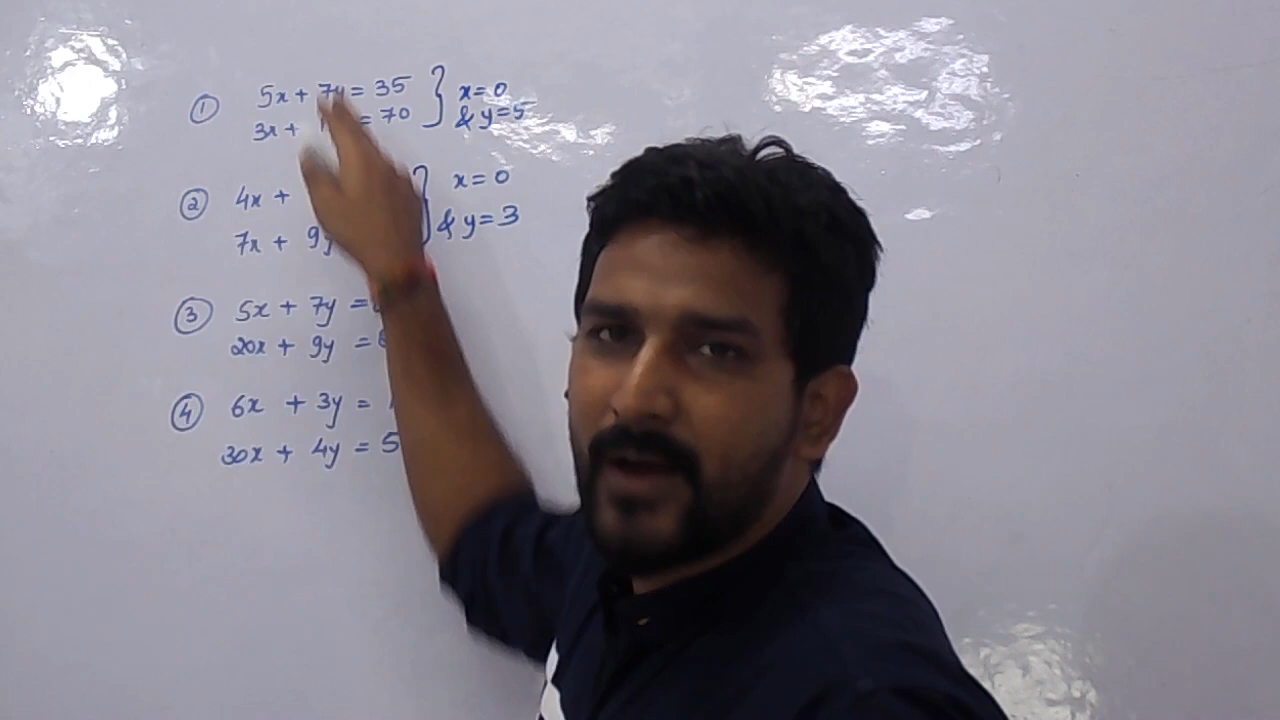 ① 5x + 7y = 35 } x=0
3x + = 70 & y=5
② 4x + } x=0
7x + 9y & y=3
③ 5x + 7y =
20x + 9y =
④ 6x + 3y =
30x + 4y = 5